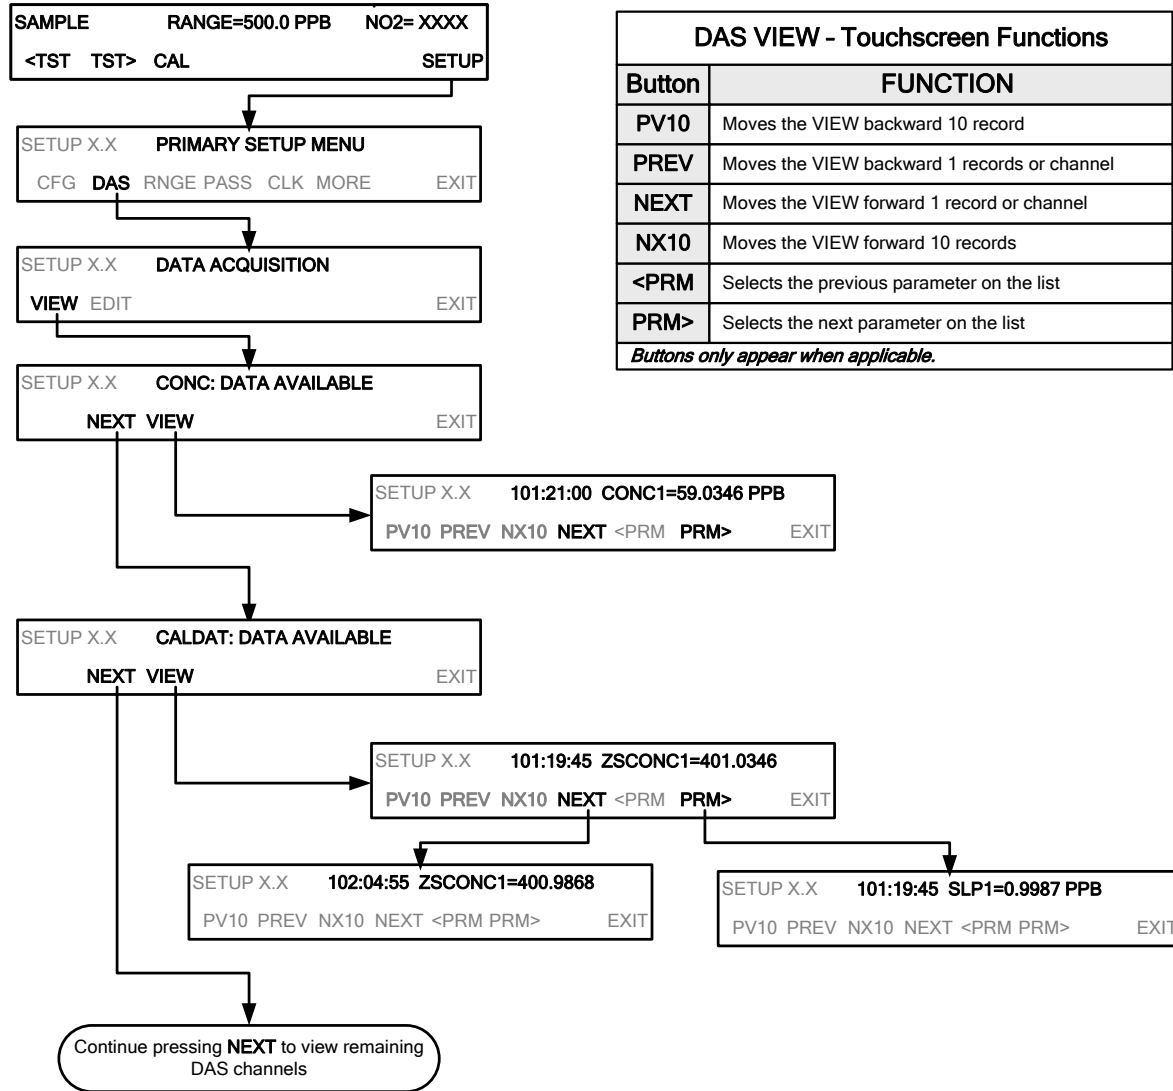 SAMPLE RANGE=500.0 PPB NO2= XXXX
<TST TST> CAL SETUP
SETUP X.X PRIMARY SETUP MENU
CFG DAS RNGE PASS CLK MORE EXIT
SETUP X.X DATA ACQUISITION
VIEW EDIT EXIT
SETUP X.X CONC: DATA AVAILABLE
NEXT VIEW EXIT
SETUP X.X 101:21:00 CONC1=59.0346 PPB
PV10 PREV NX10 NEXT <PRM PRM> EXIT
SETUP X.X CALDAT: DATA AVAILABLE
NEXT VIEW EXIT
SETUP X.X 101:19:45 ZSCONC1=401.0346
PV10 PREV NX10 NEXT <PRM PRM> EXIT
SETUP X.X 102:04:55 ZSCONC1=400.9868
PV10 PREV NX10 NEXT <PRM PRM> EXIT
SETUP X.X 101:19:45 SLP1=0.9987 PPB
PV10 PREV NX10 NEXT <PRM PRM> EXIT
Continue pressing NEXT to view remaining
DAS channels
DAS VIEW – Touchscreen Functions
Button FUNCTION
PV10 Moves the VIEW backward 10 record
PREV Moves the VIEW backward 1 records or channel
NEXT Moves the VIEW forward 1 record or channel
NX10 Moves the VIEW forward 10 records
<PRM Selects the previous parameter on the list
PRM> Selects the next parameter on the list
Buttons only appear when applicable.